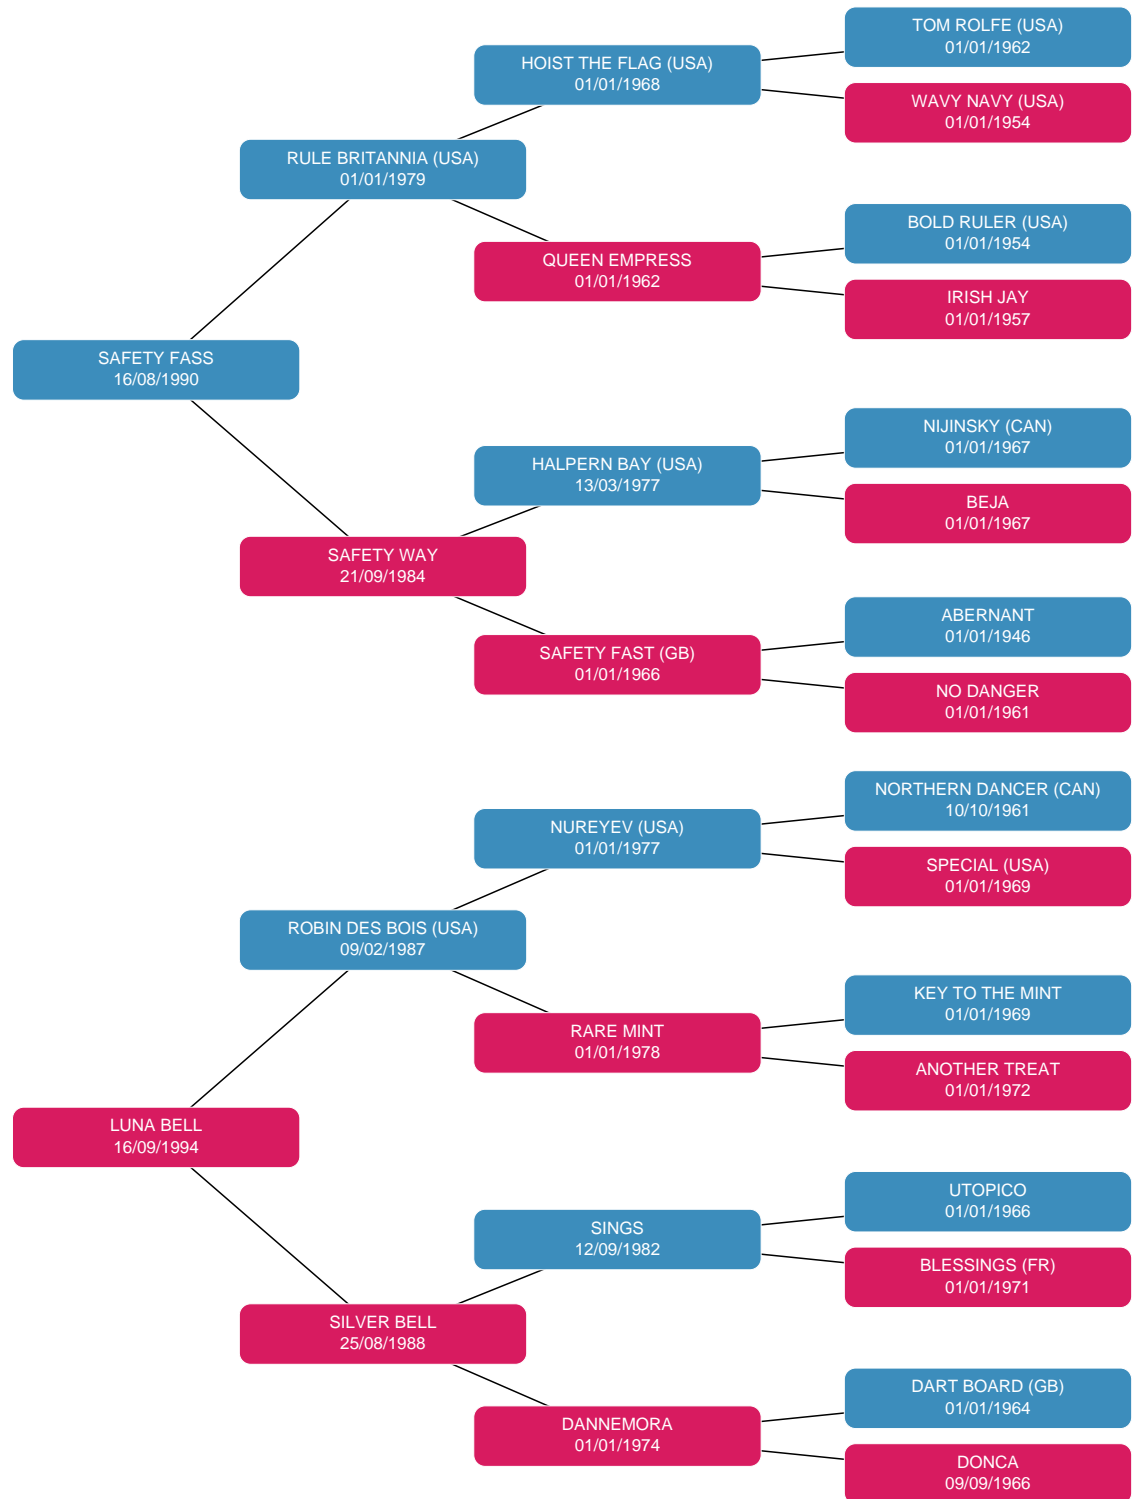 TOM ROLFE (USA)
01/01/1962
HOIST THE FLAG (USA)
01/01/1968
WAVY NAVY (USA)
01/01/1954
RULE BRITANNIA (USA)
01/01/1979
BOLD RULER (USA)
01/01/1954
QUEEN EMPRESS
01/01/1962
IRISH JAY
01/01/1957
SAFETY FASS
16/08/1990
NIJINSKY (CAN)
01/01/1967
HALPERN BAY (USA)
13/03/1977
BEJA
01/01/1967
SAFETY WAY
21/09/1984
ABERNANT
01/01/1946
SAFETY FAST (GB)
01/01/1966
NO DANGER
01/01/1961
NORTHERN DANCER (CAN)
10/10/1961
NUREYEV (USA)
01/01/1977
SPECIAL (USA)
01/01/1969
ROBIN DES BOIS (USA)
09/02/1987
KEY TO THE MINT
01/01/1969
RARE MINT
01/01/1978
ANOTHER TREAT
01/01/1972
LUNA BELL
16/09/1994
UTOPICO
01/01/1966
SINGS
12/09/1982
BLESSINGS (FR)
01/01/1971
SILVER BELL
25/08/1988
DART BOARD (GB)
01/01/1964
DANNEMORA
01/01/1974
DONCA
09/09/1966